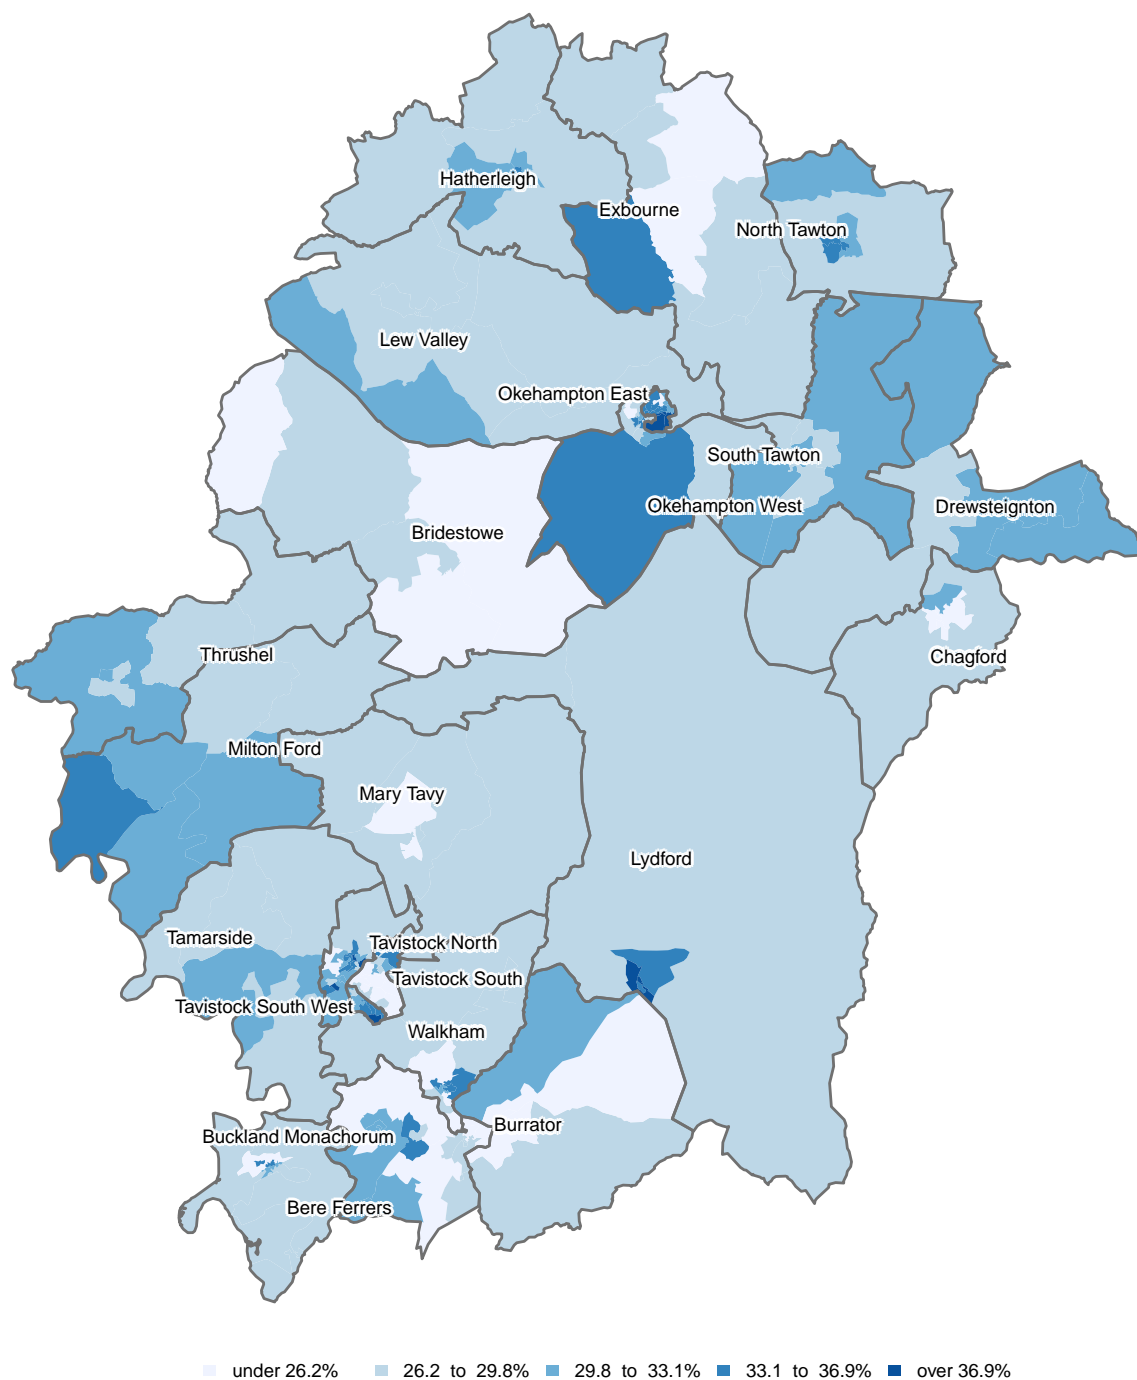 Hatherleigh
Exbourne
North Tawton
Lew Valley
Okehampton East
South Tawton
Okehampton West
Drewsteignton
Bridestowe
Thrushel
Chagford
Milton Ford
Mary Tavy
Lydford
Tamarside
Tavistock North
Tavistock South
Tavistock South West
Walkham
Burrator
Buckland Monachorum
Bere Ferrers
under 26.2% 26.2 to 29.8% 29.8 to 33.1% 33.1 to 36.9% over 36.9%